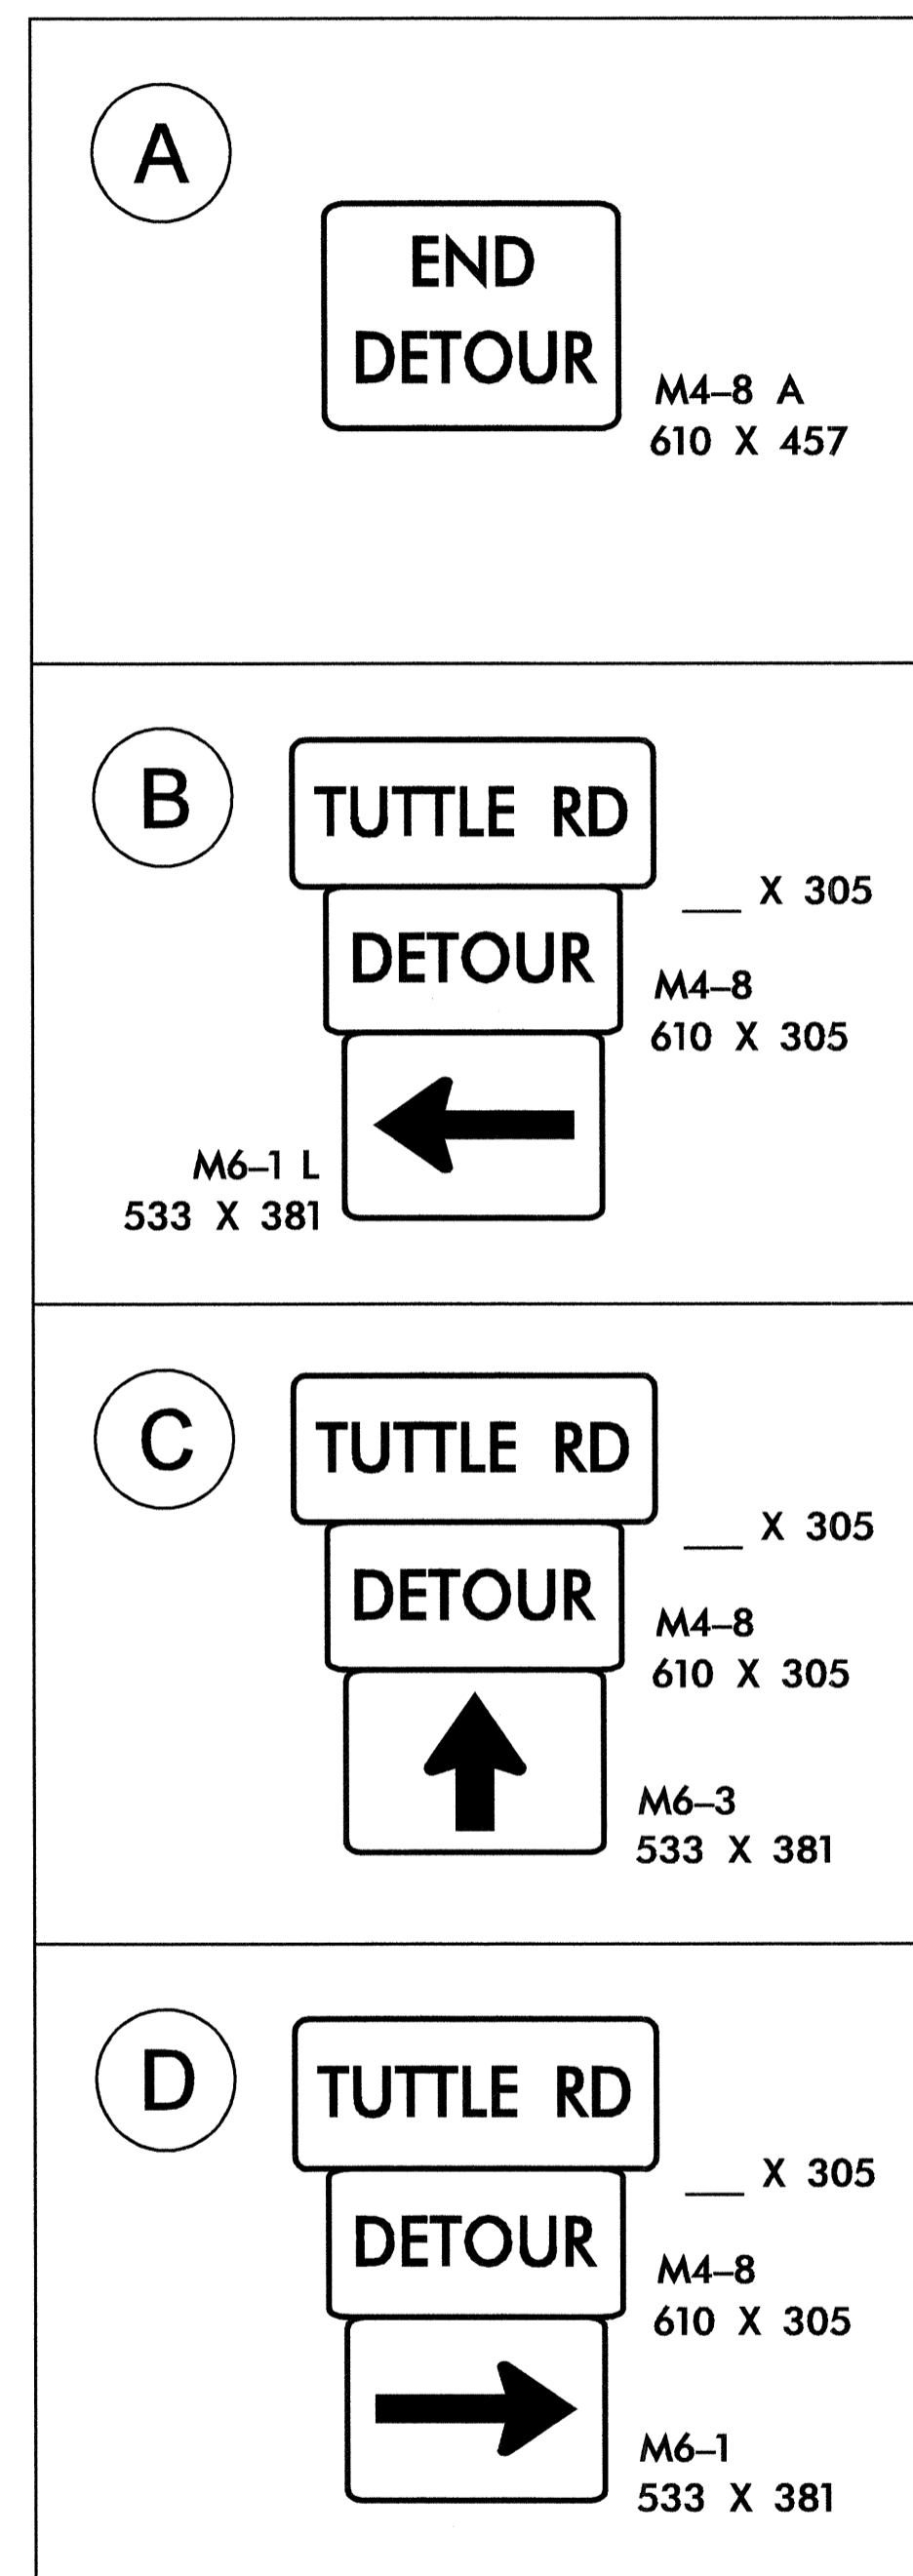 A
END
DETOUR
M4-8 A
610 X 457
B
TUTTLE RD
___ X 305
DETOUR
M4-8
610 X 305
M6-1 L
533 X 381
C
TUTTLE RD
___ X 305
DETOUR
M4-8
610 X 305
M6-3
533 X 381
D
TUTTLE RD
___ X 305
DETOUR
M4-8
610 X 305
M6-1
533 X 381